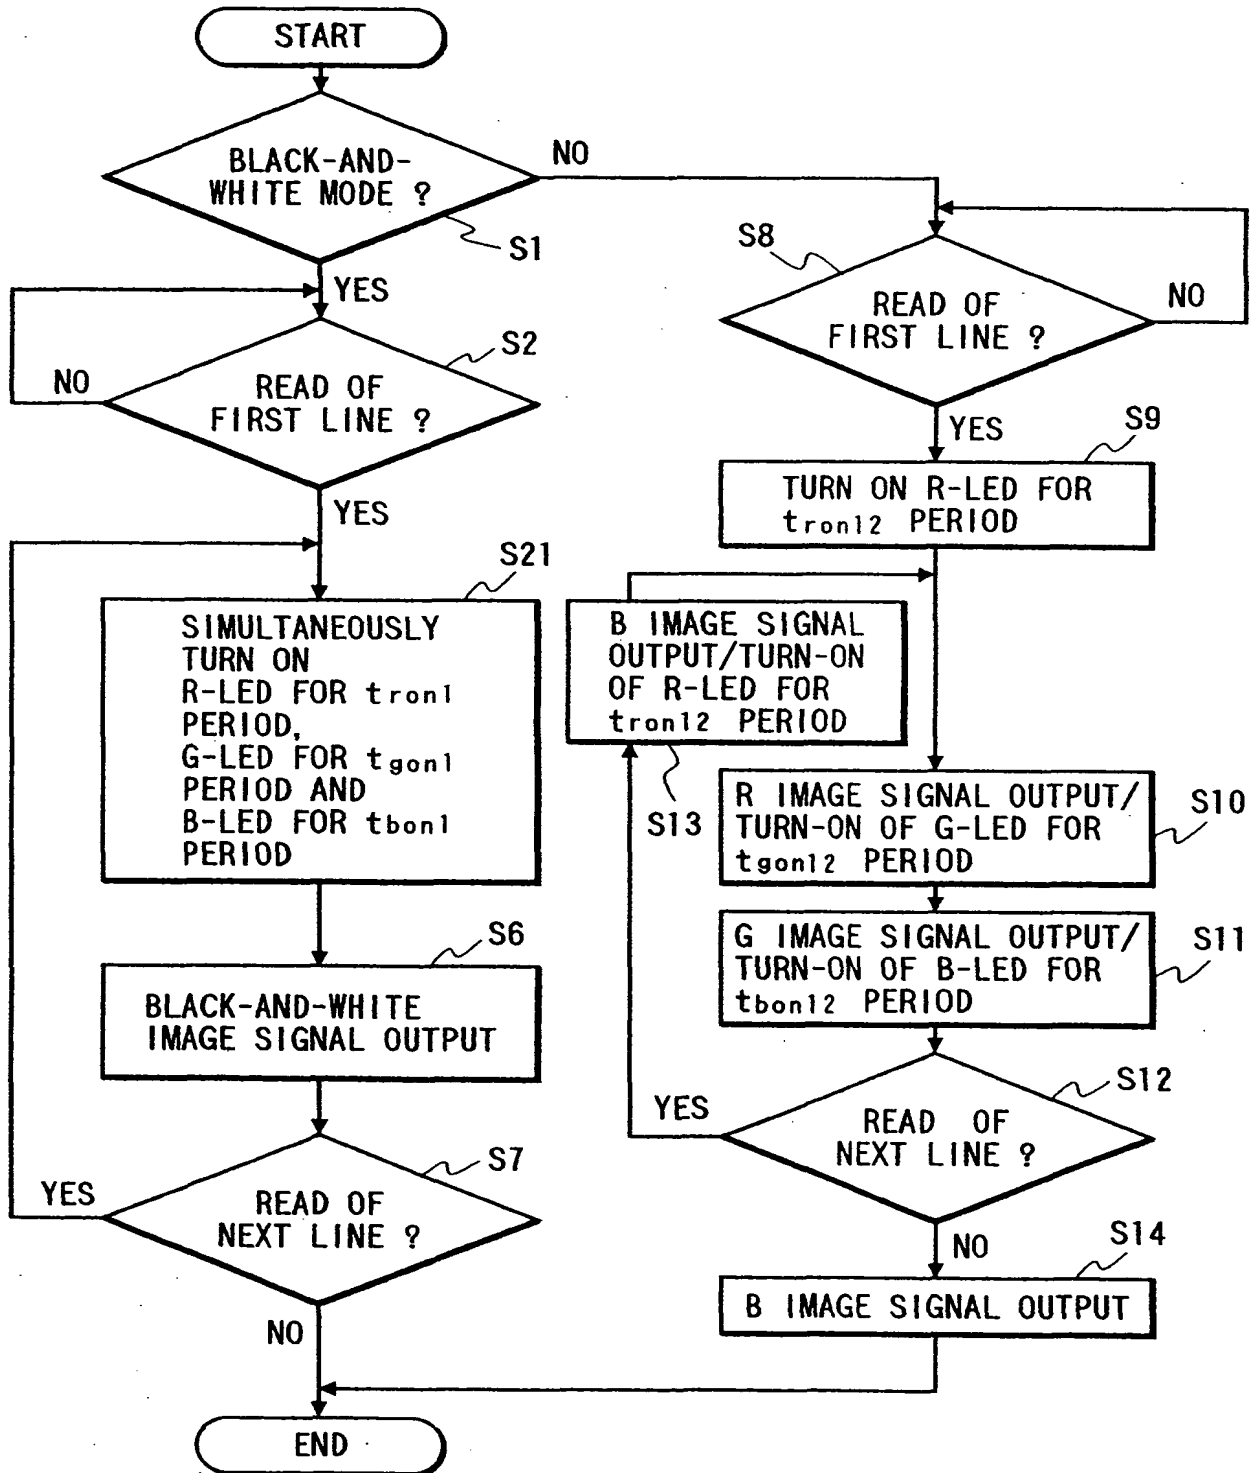 START
BLACK-AND-
WHITE MODE ?
NO
S1
YES
READ OF
FIRST LINE ?
S2
NO
YES
S21
SIMULTANEOUSLY
TURN ON
R-LED FOR tron1
PERIOD,
G-LED FOR tgon1
PERIOD AND
B-LED FOR tbon1
PERIOD
S6
BLACK-AND-WHITE
IMAGE SIGNAL OUTPUT
S7
YES
READ OF
NEXT LINE ?
NO
END
S8
READ OF
FIRST LINE ?
NO
YES
S9
TURN ON R-LED FOR
tron12 PERIOD
B IMAGE SIGNAL
OUTPUT/TURN-ON
OF R-LED FOR
tron12 PERIOD
S13
R IMAGE SIGNAL OUTPUT/
TURN-ON OF G-LED FOR
tgon12 PERIOD
S10
G IMAGE SIGNAL OUTPUT/
TURN-ON OF B-LED FOR
tbon12 PERIOD
S11
S12
YES
READ OF
NEXT LINE ?
NO
S14
B IMAGE SIGNAL OUTPUT